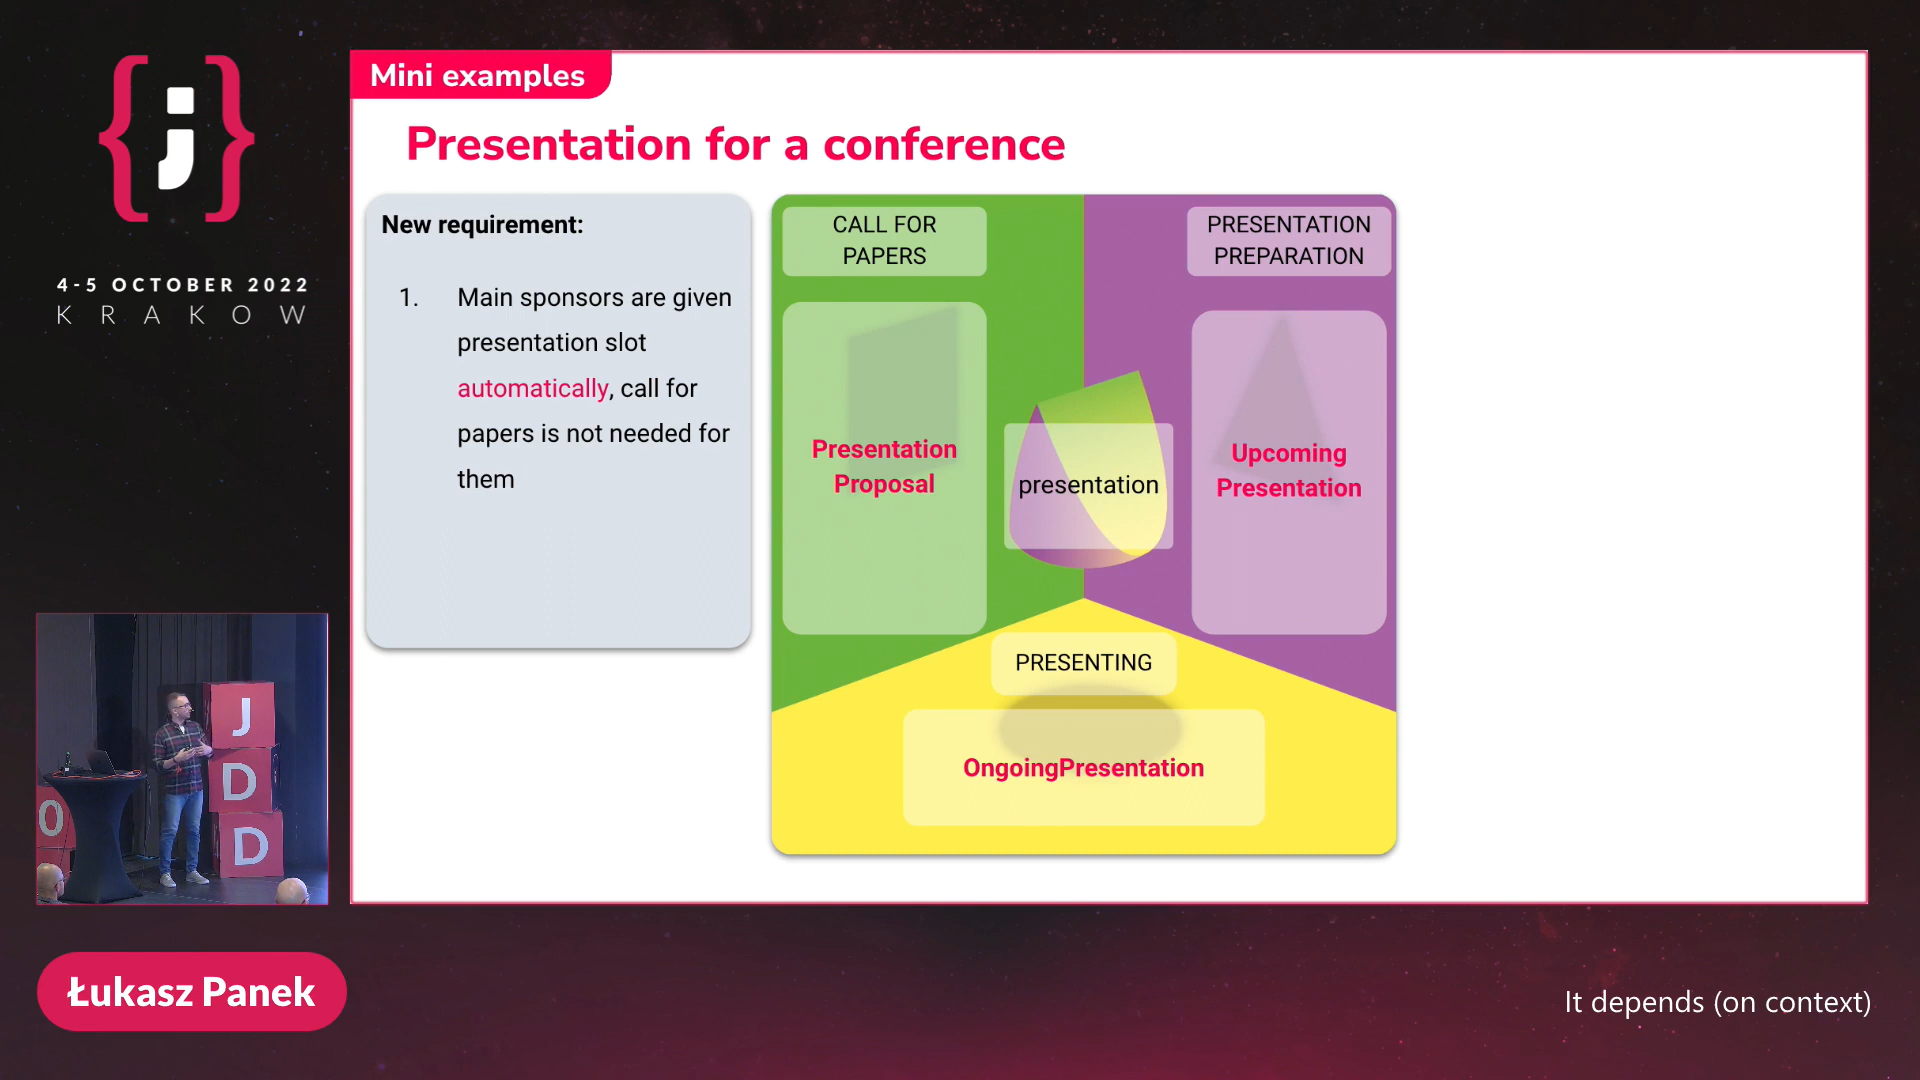 {j}
4-5 OCTOBER 2022
KRAKOW
Mini examples
Presentation for a conference
New requirement:
1. Main sponsors are given
presentation slot
automatically, call for
papers is not needed for
them
CALL FOR
PAPERS
PRESENTATION
PREPARATION
Presentation
Proposal
presentation
Upcoming
Presentation
PRESENTING
OngoingPresentation
J
D
D
O
Łukasz Panek
It depends (on context)